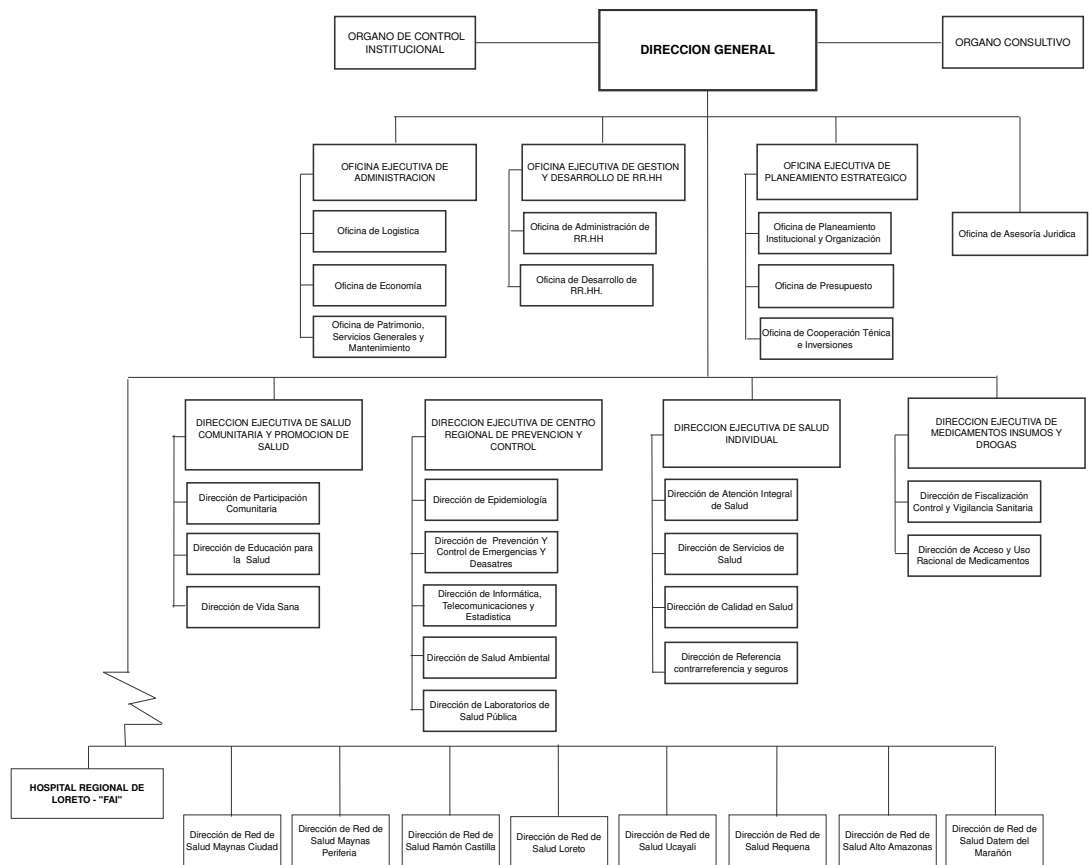 ORGANO DE CONTROL
INSTITUCIONAL
DIRECCION GENERAL
ORGANO CONSULTIVO
OFICINA EJECUTIVA DE
ADMINISTRACION
OFICINA EJECUTIVA DE GESTION
Y DESARROLLO DE RR.HH
OFICINA EJECUTIVA DE
PLANEAMIENTO ESTRATEGICO
Oficina de Logistica
Oficina de Administración de
RR.HH
Oficina de Planeamiento
Institucional y Organización
Oficina de Asesoría Juridica
Oficina de Economía
Oficina de Desarrollo de
RR.HH.
Oficina de Presupuesto
Oficina de Patrimonio,
Servicios Generales y
Mantenimiento
Oficina de Cooperación Ténica
e Inversiones
DIRECCION EJECUTIVA DE SALUD
COMUNITARIA Y PROMOCION DE
SALUD
DIRECCION EJECUTIVA DE CENTRO
REGIONAL DE PREVENCION Y
CONTROL
DIRECCION EJECUTIVA DE SALUD
INDIVIDUAL
DIRECCION EJECUTIVA DE
MEDICAMENTOS INSUMOS Y
DROGAS
Dirección de Participación
Comunitaria
Dirección de Epidemiología
Dirección de Atención Integral
de Salud
Dirección de Fiscalización
Control y Vigilancia Sanitaria
Dirección de Educación para
la Salud
Dirección de Prevención Y
Control de Emergencias Y
Deasatres
Dirección de Servicios de
Salud
Dirección de Acceso y Uso
Racional de Medicamentos
Dirección de Vida Sana
Dirección de Informática,
Telecomunicaciones y
Estadistica
Dirección de Calidad en Salud
Dirección de Salud Ambiental
Dirección de Referencia
contrarreferencia y seguros
Dirección de Laboratorios de
Salud Pública
HOSPITAL REGIONAL DE
LORETO - "FAI"
Dirección de Red de
Salud Maynas Ciudad
Dirección de Red de
Salud Maynas
Periferia
Dirección de Red de
Salud Ramón Castilla
Dirección de Red de
Salud Loreto
Dirección de Red de
Salud Ucayali
Dirección de Red de
Salud Requena
Dirección de Red de
Salud Alto Amazonas
Dirección de Red de
Salud Datem del
Marañón